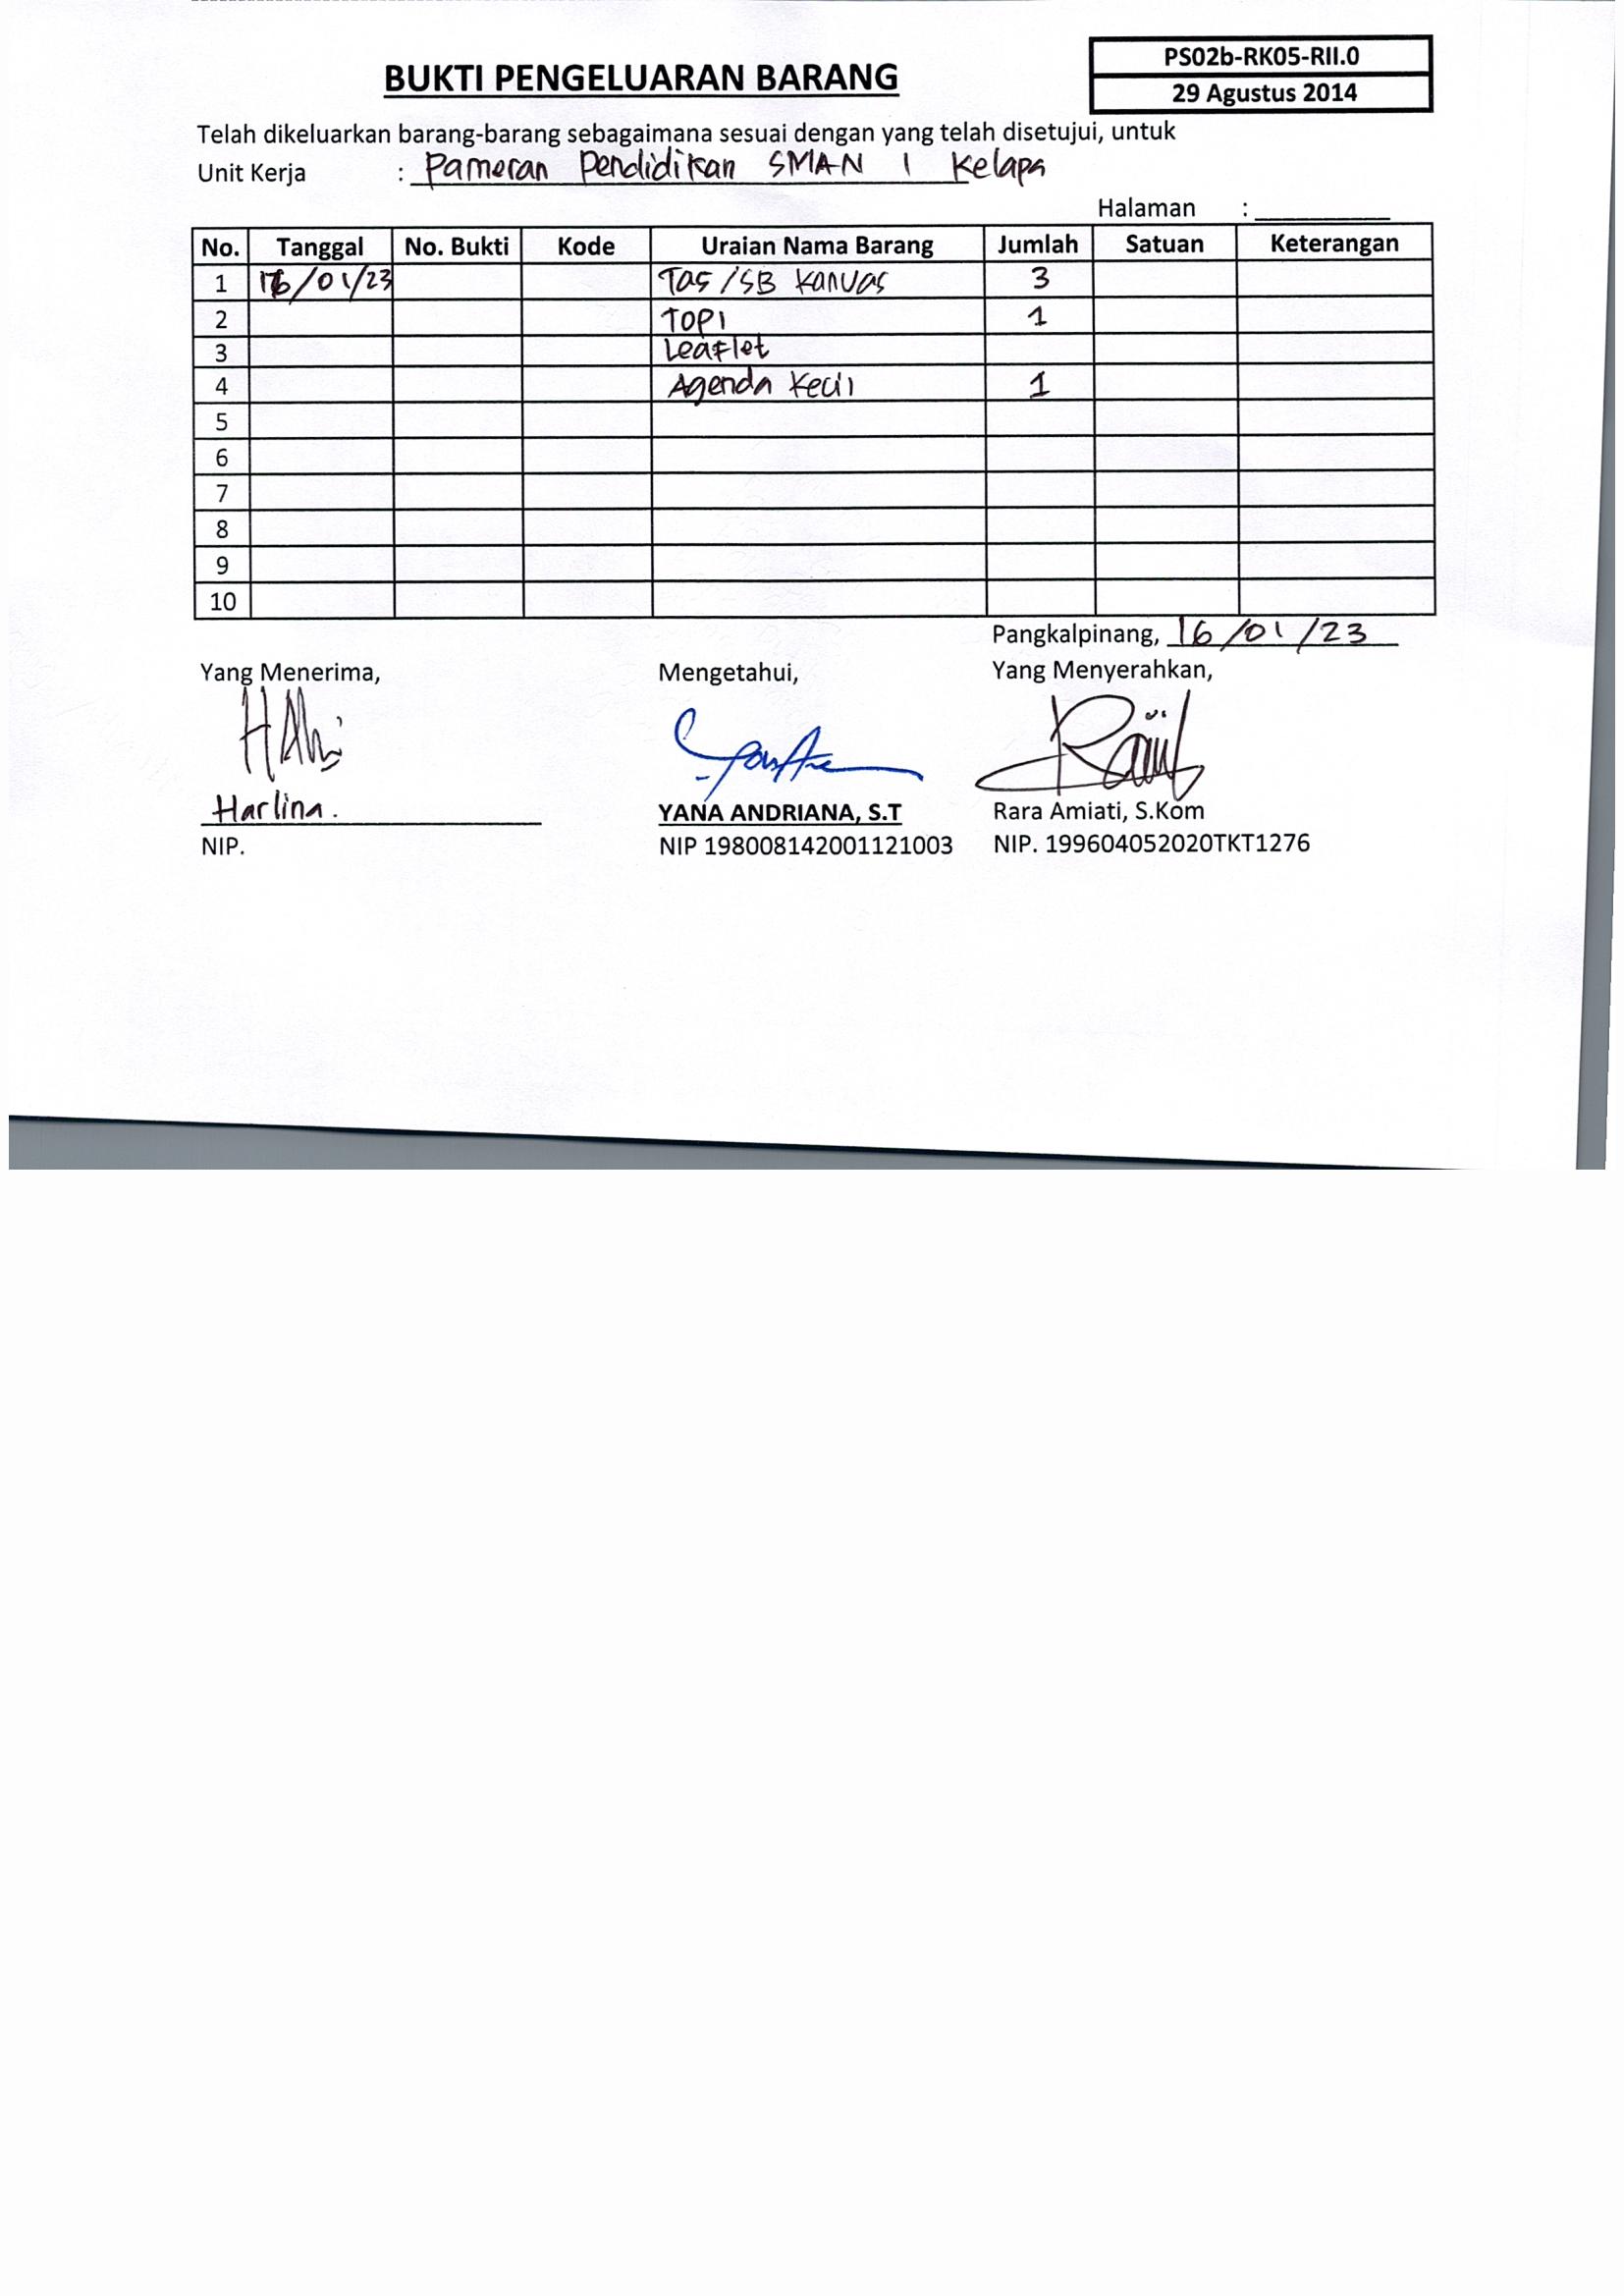 BUKTI PENGELUARAN BARANG
PS02b-RK05-RII.0
29 Agustus 2014
Telah dikeluarkan barang-barang sebagaimana sesuai dengan yang telah disetujui, untuk
Unit Kerja : Pameran Pendidikan SMAN 1 Kelapa
Halaman :
No. Tanggal No. Bukti Kode Uraian Nama Barang Jumlah Satuan Keterangan
1 16/01/23 Tas/SB Kanvas 3
2 TOPI 1
3 Leaflet
4 Agenda Kecil 1
5
6
7
8
9
10
Pangkalpinang, 16/01/23
Yang Menerima, Mengetahui, Yang Menyerahkan,
Harlina. YANA ANDRIANA, S.T Rara Amiati, S.Kom
NIP. NIP 198008142001121003 NIP. 199604052020TKT1276